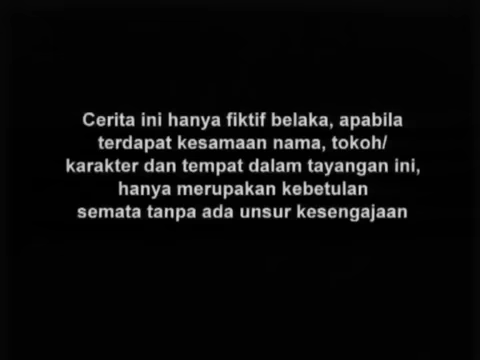 Cerita ini hanya fiktif belaka, apabila
terdapat kesamaan nama, tokoh/
karakter dan tempat dalam tayangan ini,
hanya merupakan kebetulan
semata tanpa ada unsur kesengajaan